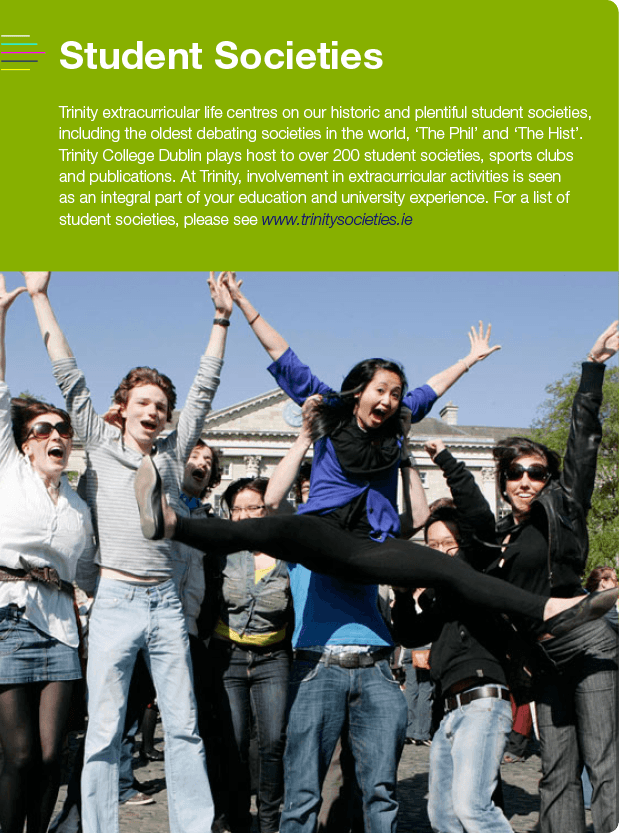 Student Societies
Trinity extracurricular life centres on our historic and plentiful student societies,
including the oldest debating societies in the world, ‘The Phil’ and ‘The Hist’.
Trinity College Dublin plays host to over 200 student societies, sports clubs
and publications. At Trinity, involvement in extracurricular activities is seen
as an integral part of your education and university experience. For a list of
student societies, please see www.trinitysocieties.ie